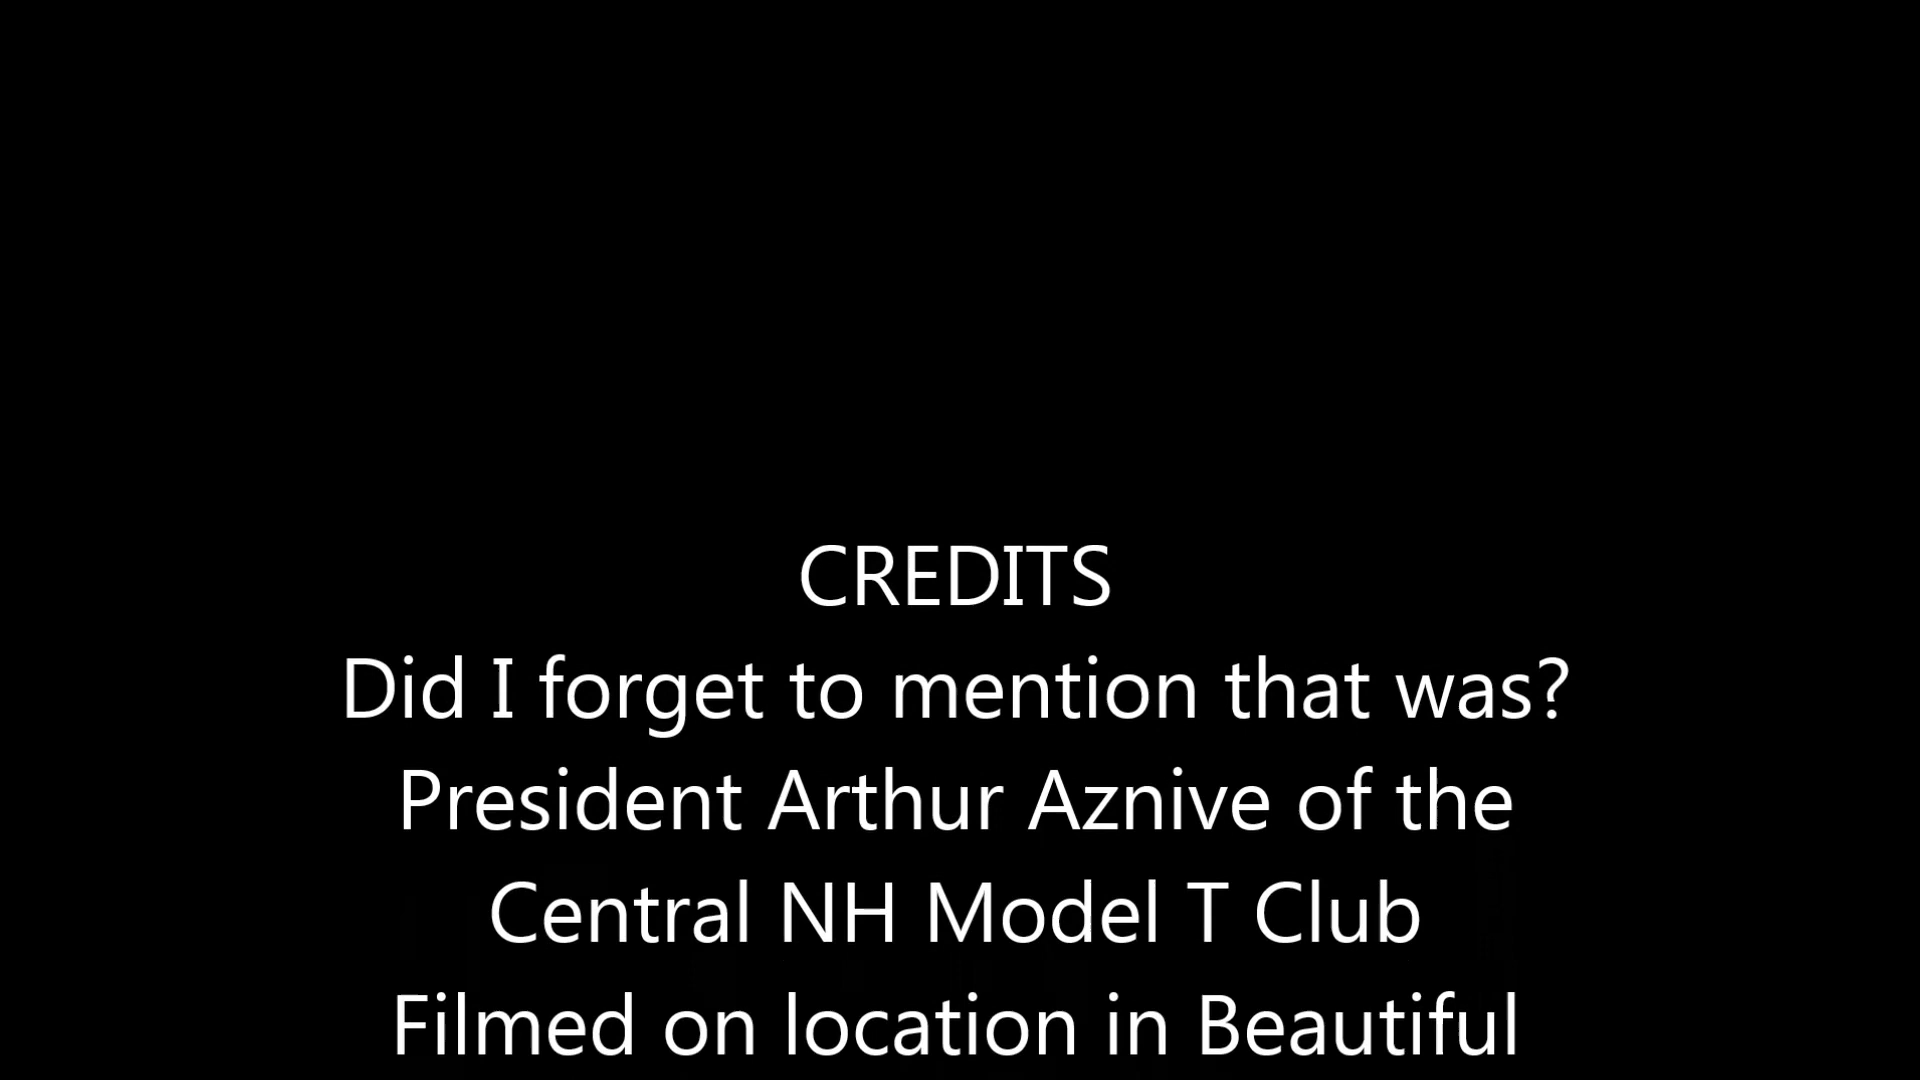 CREDITS
Did I forget to mention that was?
President Arthur Aznive of the
Central NH Model T Club
Filmed on location in Beautiful